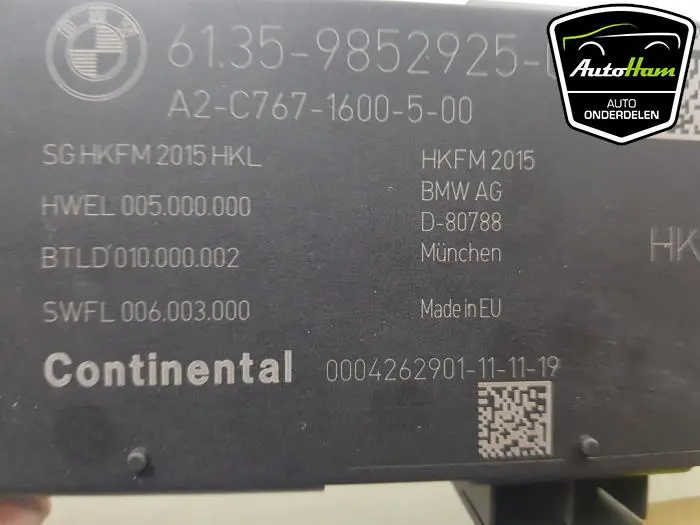 61.35-9852925-
A2-C767-1600-5-00
SG HKFM 2015 HKL
HWEL 005.000.000
BTLD 010.000.002
SWFL 006.003.000
HKFM 2015
BMW AG
D-80788
München
Made in EU
HK
Continental 0004262901-11-11-19
AutoHam
AUTO
ONDERDELEN